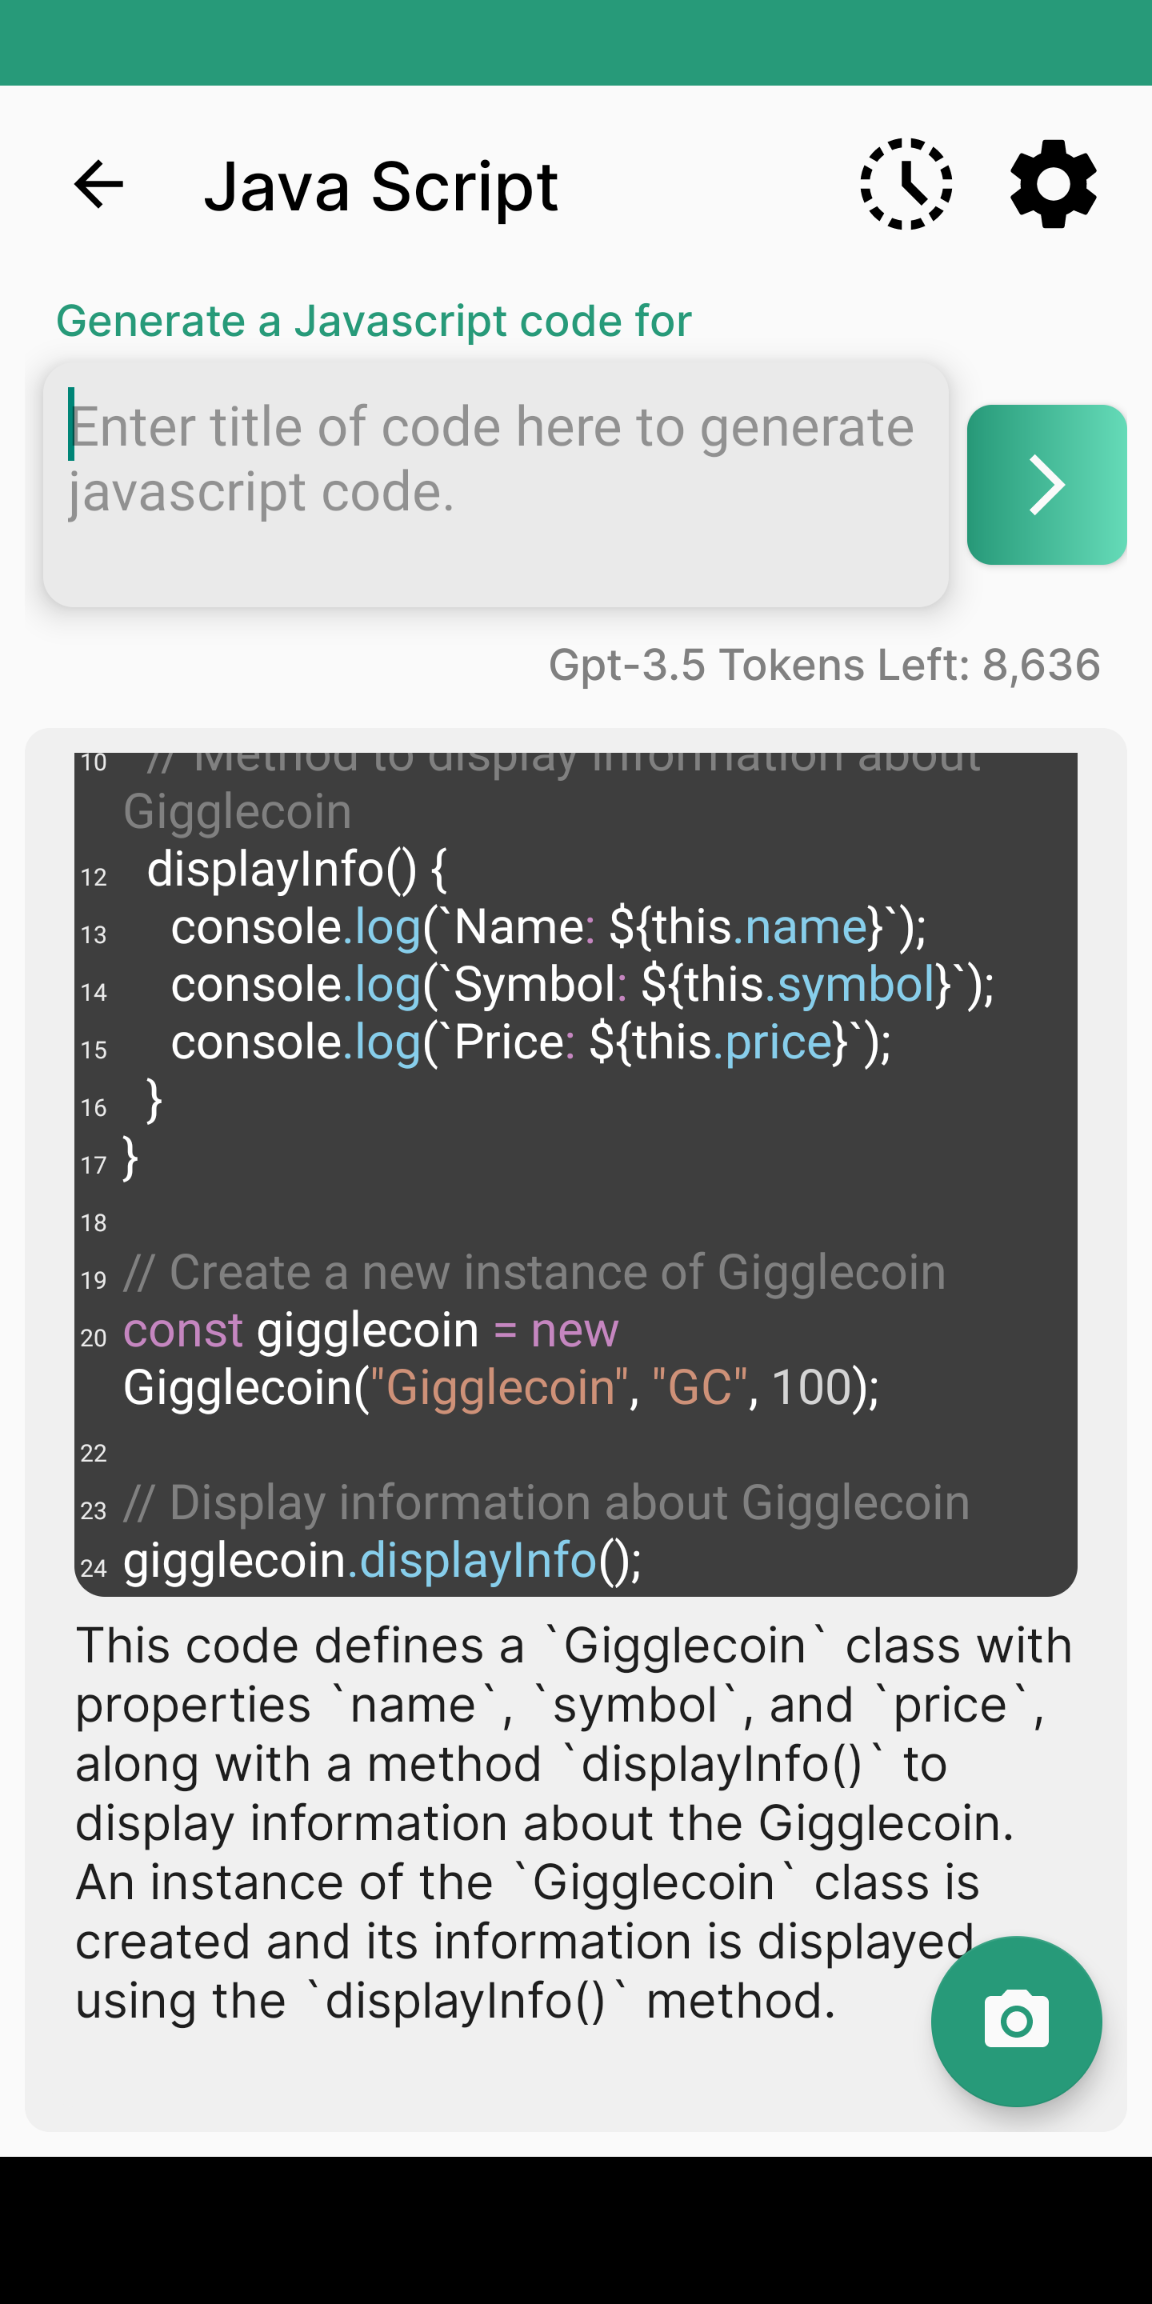 Java Script
Generate a Javascript code for
Enter title of code here to generate
javascript code.
Gpt-3.5 Tokens Left: 8,636
10 // Method to display information about
Gigglecoin
12 displayInfo() {
13 console.log(`Name: ${this.name}`);
14 console.log(`Symbol: ${this.symbol}`);
15 console.log(`Price: ${this.price}`);
16 }
17 }
18
19 // Create a new instance of Gigglecoin
20 const gigglecoin = new
Gigglecoin("Gigglecoin", "GC", 100);
22
23 // Display information about Gigglecoin
24 gigglecoin.displayInfo();
This code defines a `Gigglecoin` class with
properties `name`, `symbol`, and `price`,
along with a method `displayInfo()` to
display information about the Gigglecoin.
An instance of the `Gigglecoin` class is
created and its information is displayed
using the `displayInfo()` method.